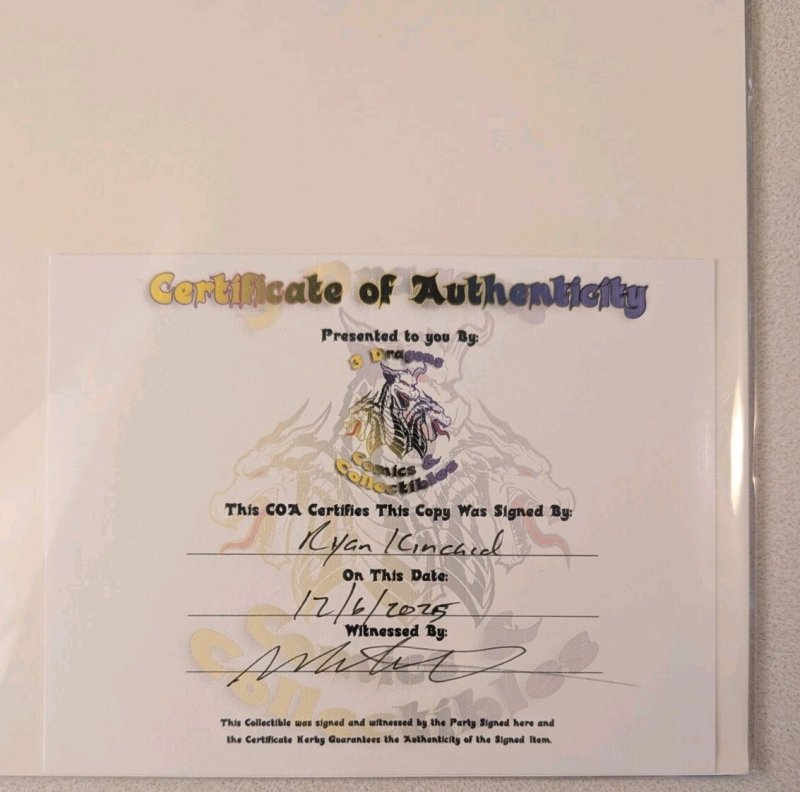 Certificate of Authenticity
Presented to you By:
3 Dragons
Comics &
Collectibles
This COA Certifies This Copy Was Signed By:
Ryan Kincaid
On This Date:
12/6/2025
Witnessed By:
This Collectible was signed and witnessed by the Party Signed here and
the Certificate Kerby Guarantees the Authenticity of the Signed Item.